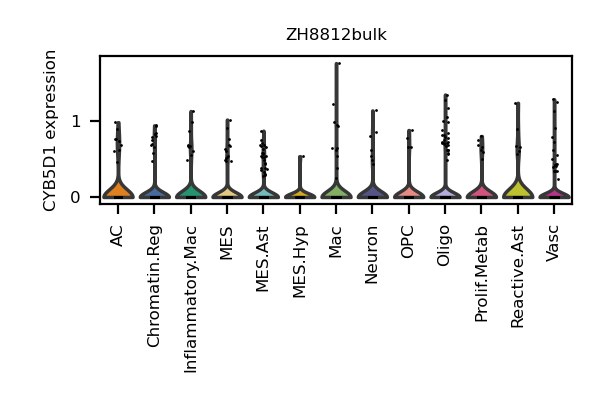 ZH8812bulk
CYB5D1 expression
1
0
AC
Chromatin.Reg
Inflammatory.Mac
MES
MES.Ast
MES.Hyp
Mac
Neuron
OPC
Oligo
Prolif.Metab
Reactive.Ast
Vasc